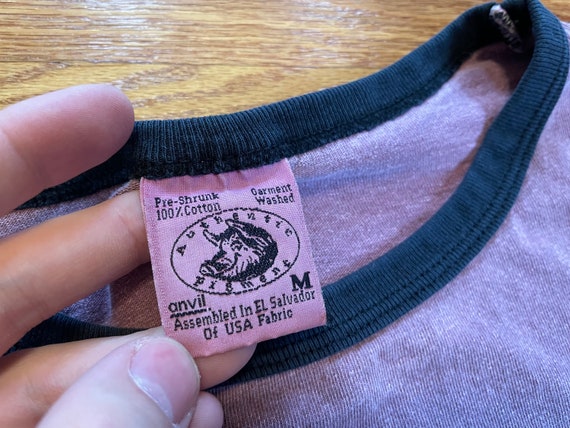 Pre-Shrunk Garment
100% Cotton Washed
Authentic
pigment
anvil. M
Assembled In El Salvador
Of USA Fabric